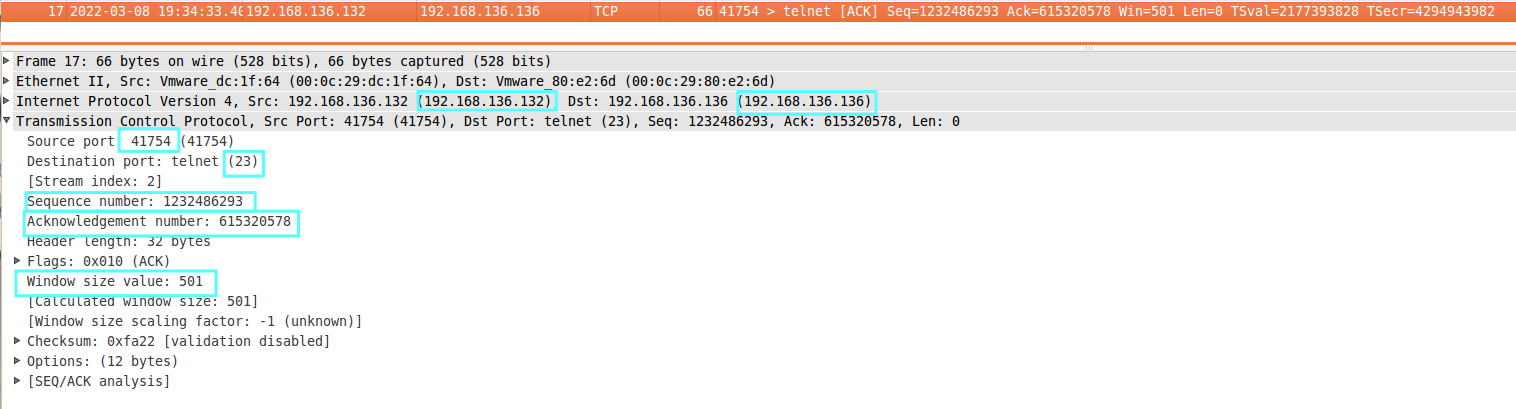 17 2022-03-08 19:34:33.40 192.168.136.132 192.168.136.136 TCP 66 41754 > telnet [ACK] Seq=1232486293 Ack=615320578 Win=501 Len=0 TSval=2177393828 TSecr=4294943982
Frame 17: 66 bytes on wire (528 bits), 66 bytes captured (528 bits)
Ethernet II, Src: Vmware_dc:1f:64 (00:0c:29:dc:1f:64), Dst: Vmware_80:e2:6d (00:0c:29:80:e2:6d)
Internet Protocol Version 4, Src: 192.168.136.132 (192.168.136.132) Dst: 192.168.136.136 (192.168.136.136)
Transmission Control Protocol, Src Port: 41754 (41754), Dst Port: telnet (23), Seq: 1232486293, Ack: 615320578, Len: 0
Source port 41754 (41754)
Destination port: telnet (23)
[Stream index: 2]
Sequence number: 1232486293
Acknowledgement number: 615320578
Header length: 32 bytes
Flags: 0x010 (ACK)
Window size value: 501
[Calculated window size: 501]
[Window size scaling factor: -1 (unknown)]
Checksum: 0xfa22 [validation disabled]
Options: (12 bytes)
[SEQ/ACK analysis]